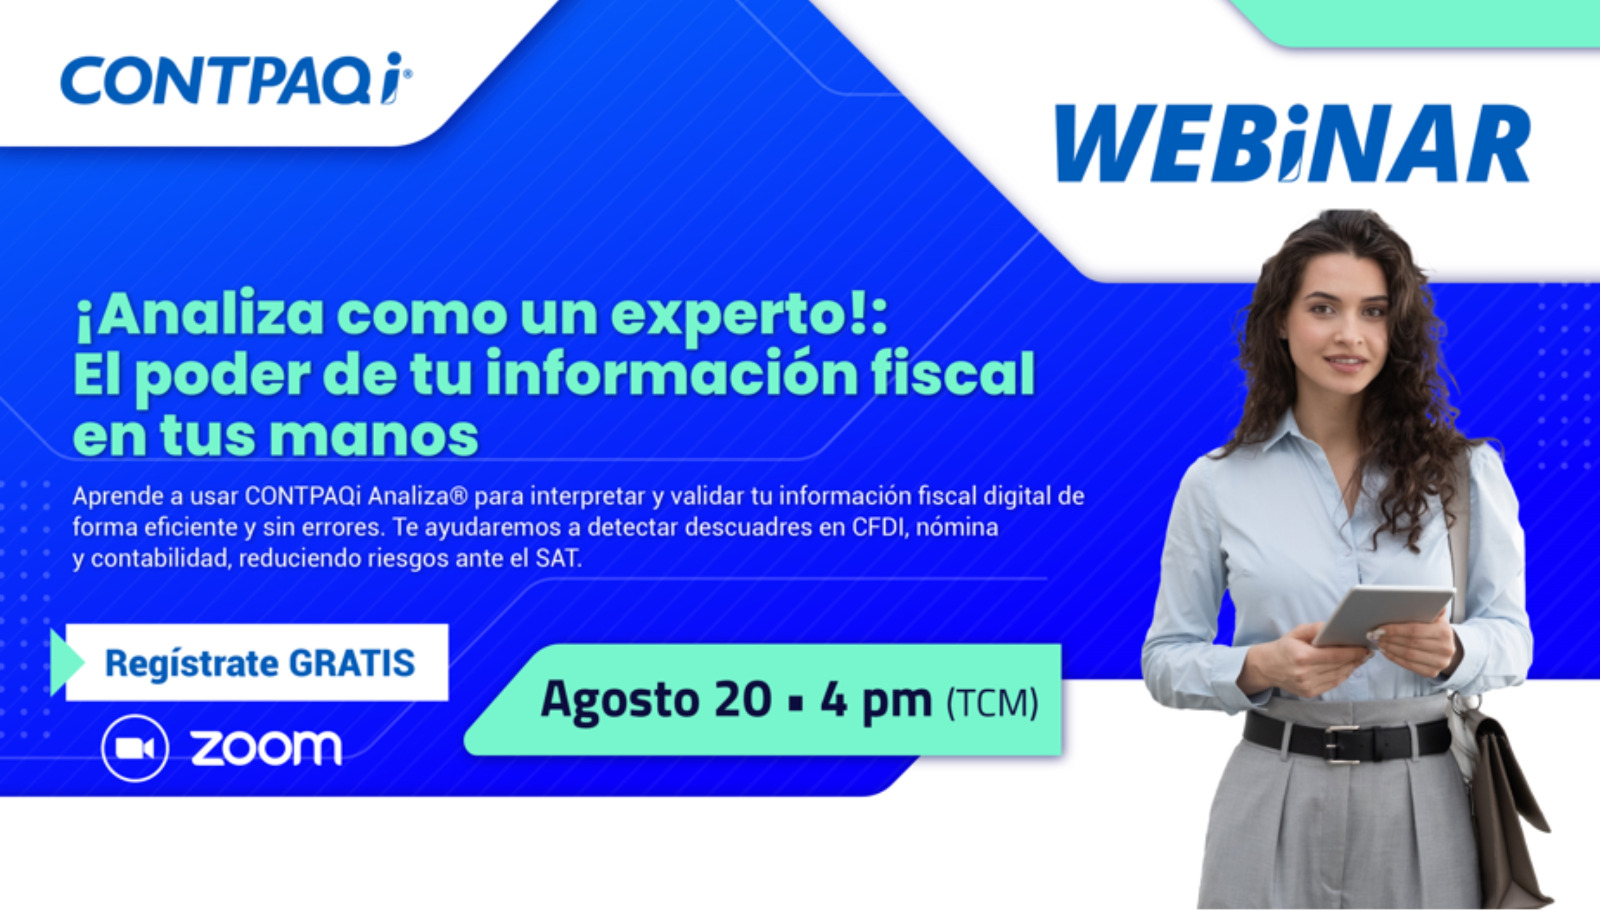 CONTPAQi®
WEBiNAR
¡Analiza como un experto!:
El poder de tu información fiscal
en tus manos
Aprende a usar CONTPAQi Analiza® para interpretar y validar tu información fiscal digital de
forma eficiente y sin errores. Te ayudaremos a detectar descuadres en CFDI, nómina
y contabilidad, reduciendo riesgos ante el SAT.
Regístrate GRATIS
Agosto 20 ▪ 4 pm (TCM)
zoom